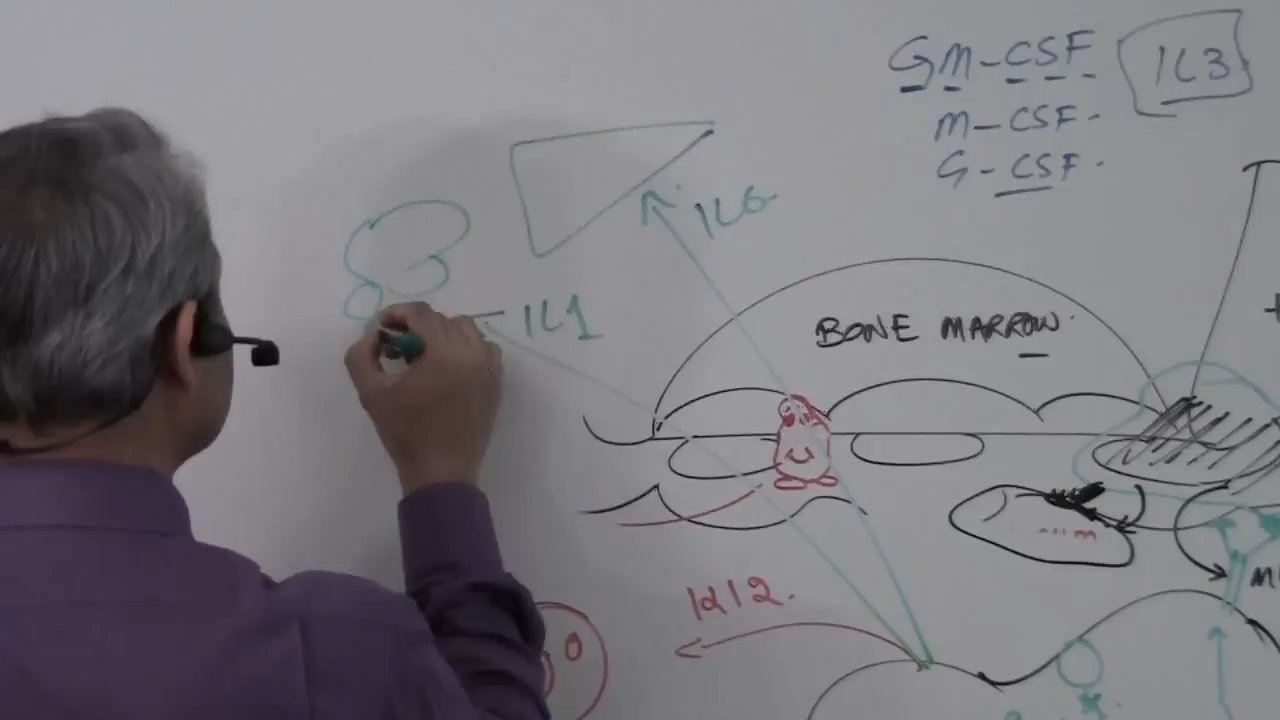 GM-CSF IL3
M-CSF
G-CSF
IL6
IL1
BONE MARROW
IL12.